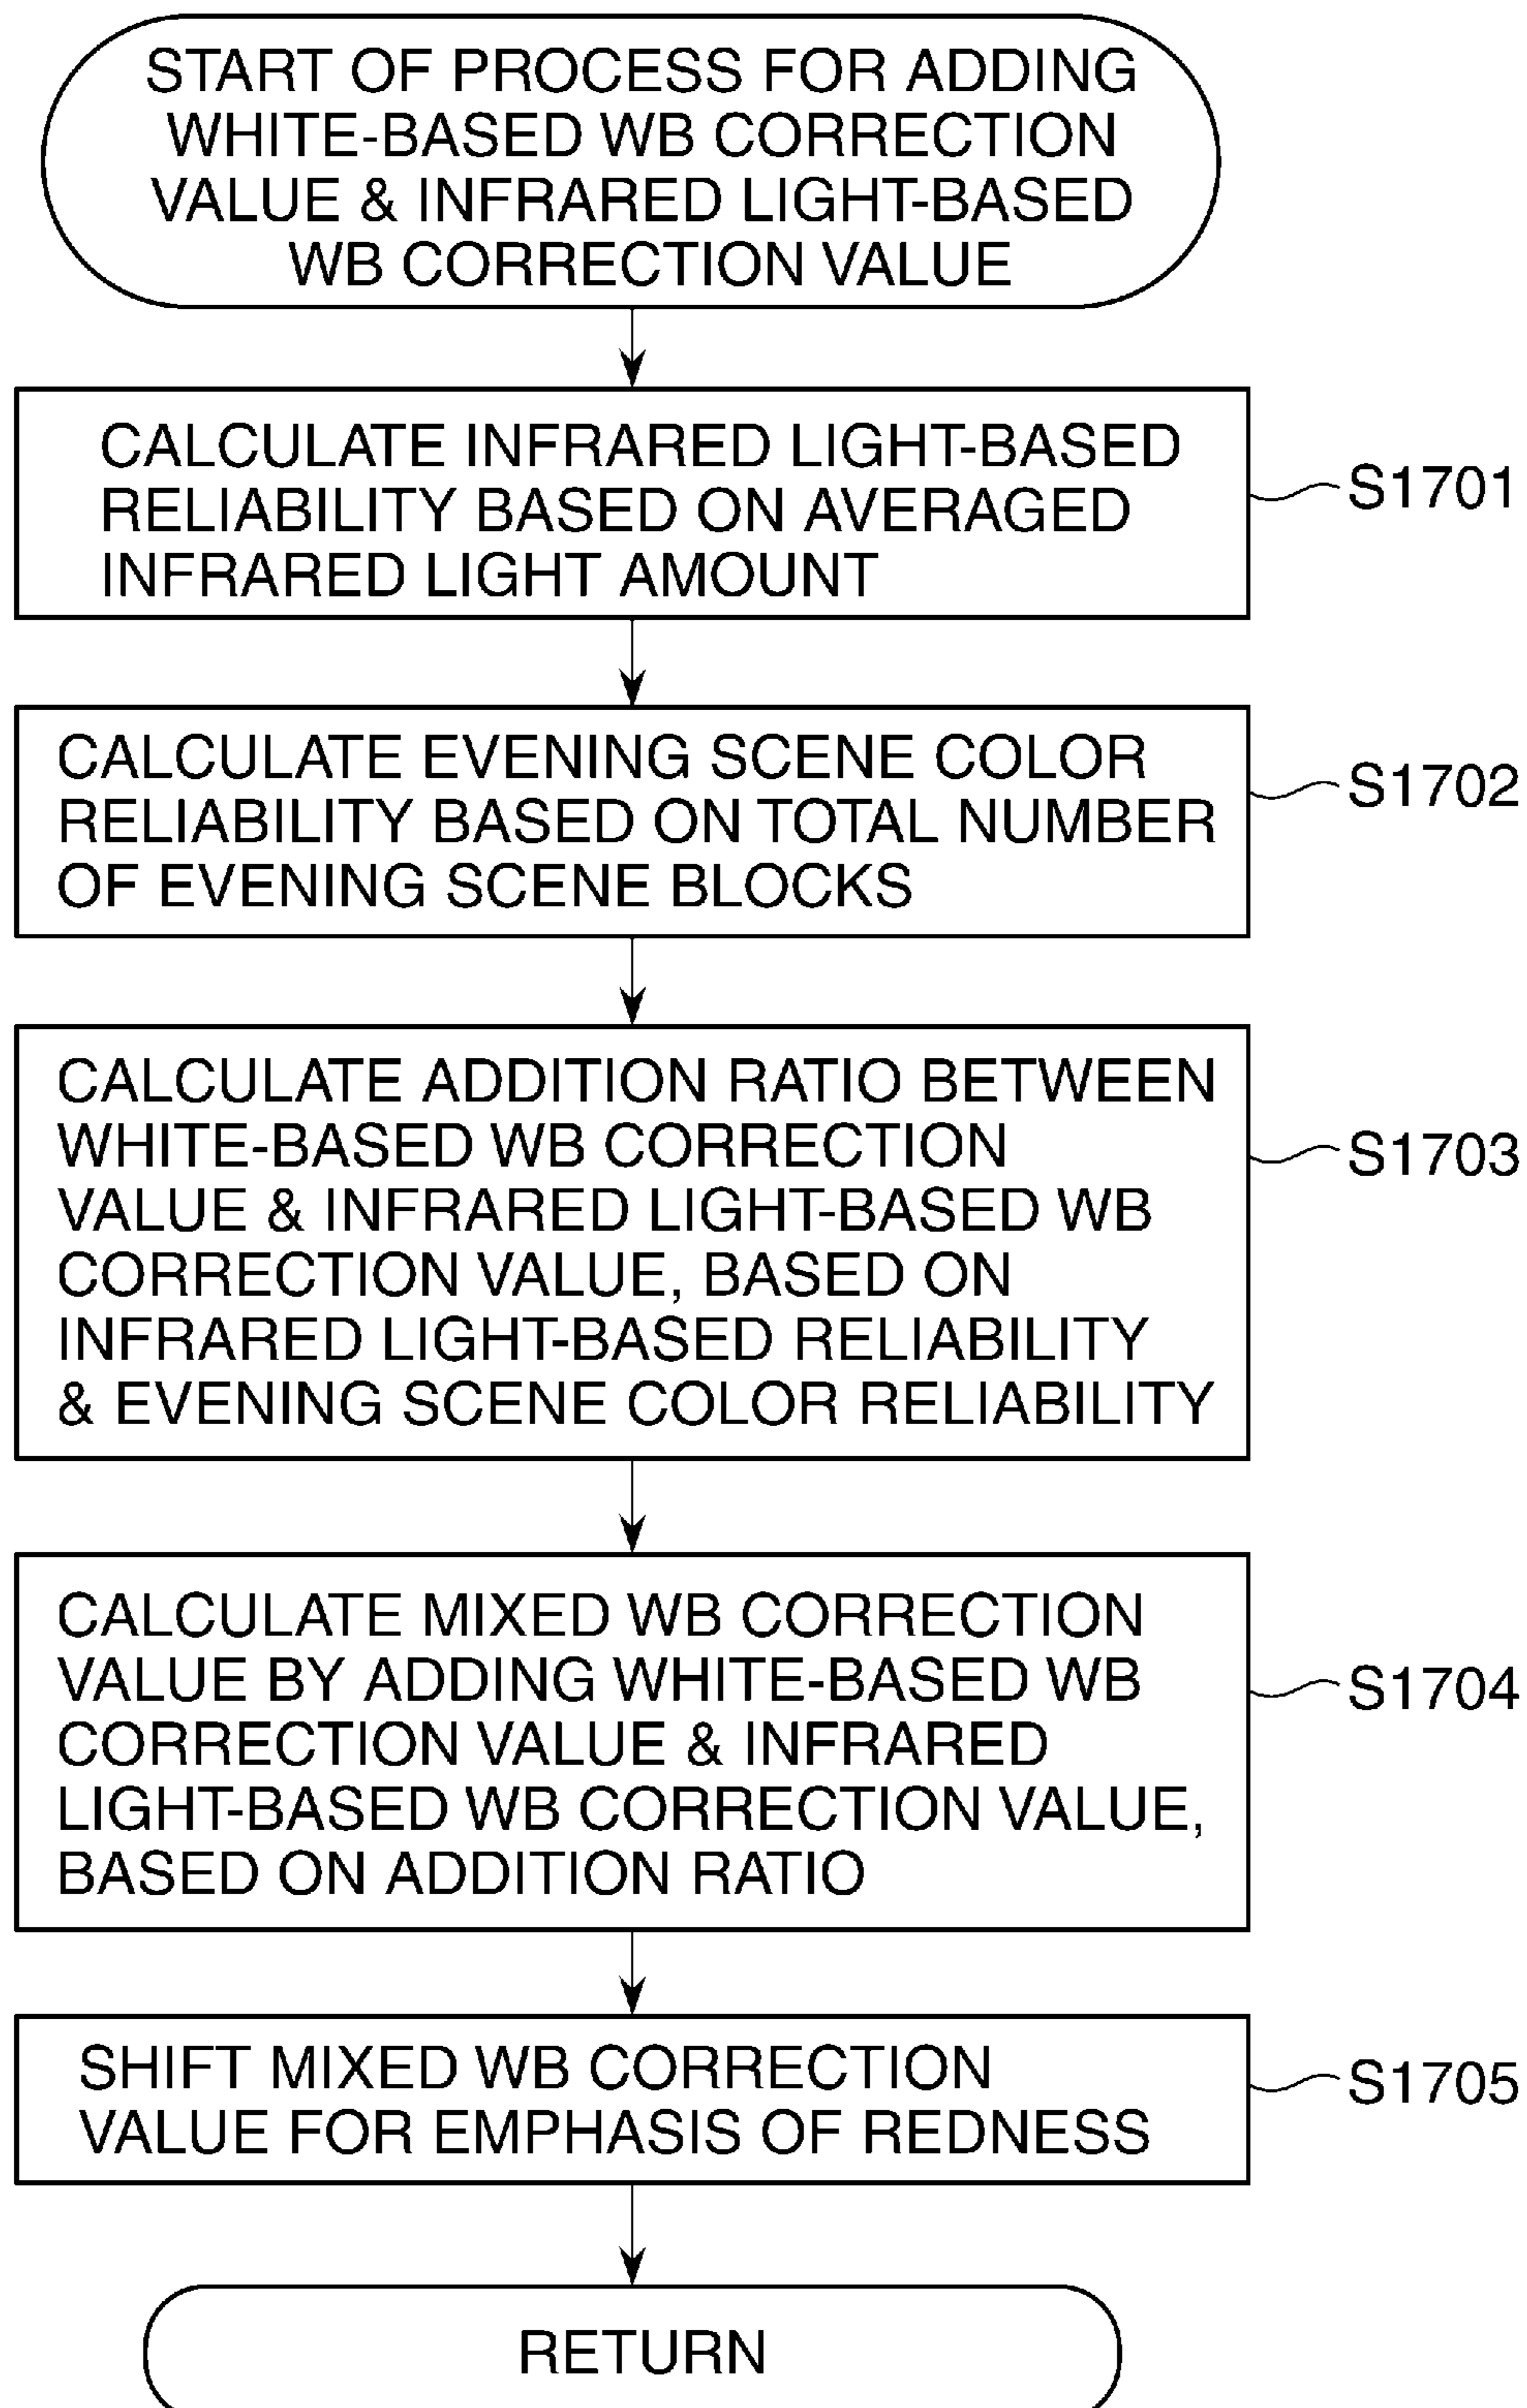 START OF PROCESS FOR ADDING
WHITE-BASED WB CORRECTION
VALUE & INFRARED LIGHT-BASED
WB CORRECTION VALUE
CALCULATE INFRARED LIGHT-BASED
RELIABILITY BASED ON AVERAGED
INFRARED LIGHT AMOUNT
S1701
CALCULATE EVENING SCENE COLOR
RELIABILITY BASED ON TOTAL NUMBER
OF EVENING SCENE BLOCKS
S1702
CALCULATE ADDITION RATIO BETWEEN
WHITE-BASED WB CORRECTION
VALUE & INFRARED LIGHT-BASED WB
CORRECTION VALUE, BASED ON
INFRARED LIGHT-BASED RELIABILITY
& EVENING SCENE COLOR RELIABILITY
S1703
CALCULATE MIXED WB CORRECTION
VALUE BY ADDING WHITE-BASED WB
CORRECTION VALUE & INFRARED
LIGHT-BASED WB CORRECTION VALUE,
BASED ON ADDITION RATIO
S1704
SHIFT MIXED WB CORRECTION
VALUE FOR EMPHASIS OF REDNESS
S1705
RETURN